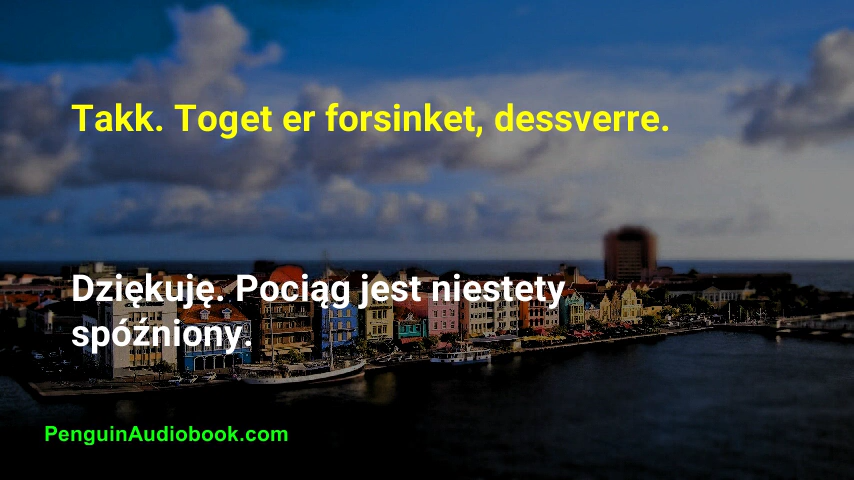 Takk. Toget er forsinket, dessverre.
Dziękuję. Pociąg jest niestety
spóźniony.
PenguinAudiobook.com